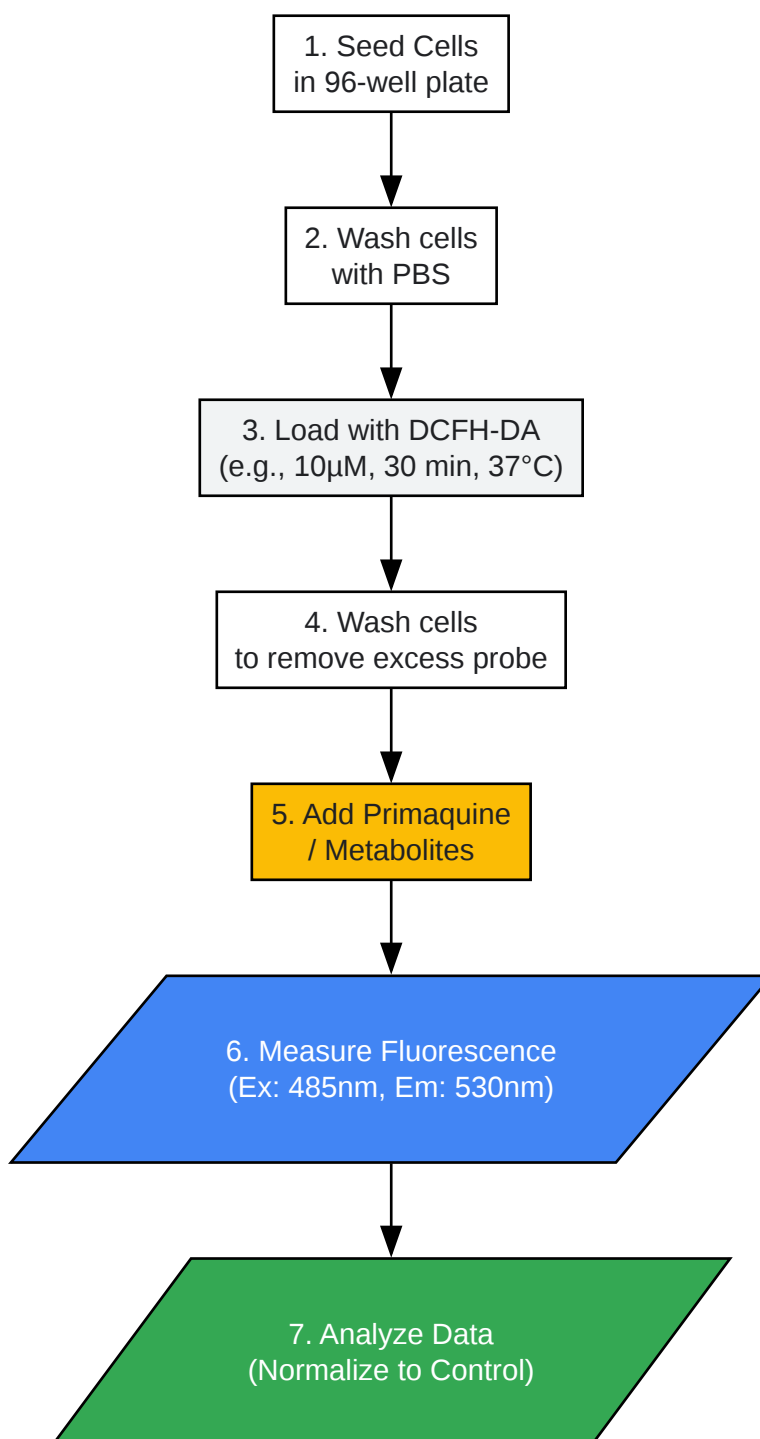 1. Seed Cells
in 96-well plate
2. Wash cells
with PBS
3. Load with DCFH-DA
(e.g., 10µM, 30 min, 37°C)
4. Wash cells
to remove excess probe
5. Add Primaquine
/ Metabolites
6. Measure Fluorescence
(Ex: 485nm, Em: 530nm)
7. Analyze Data
(Normalize to Control)